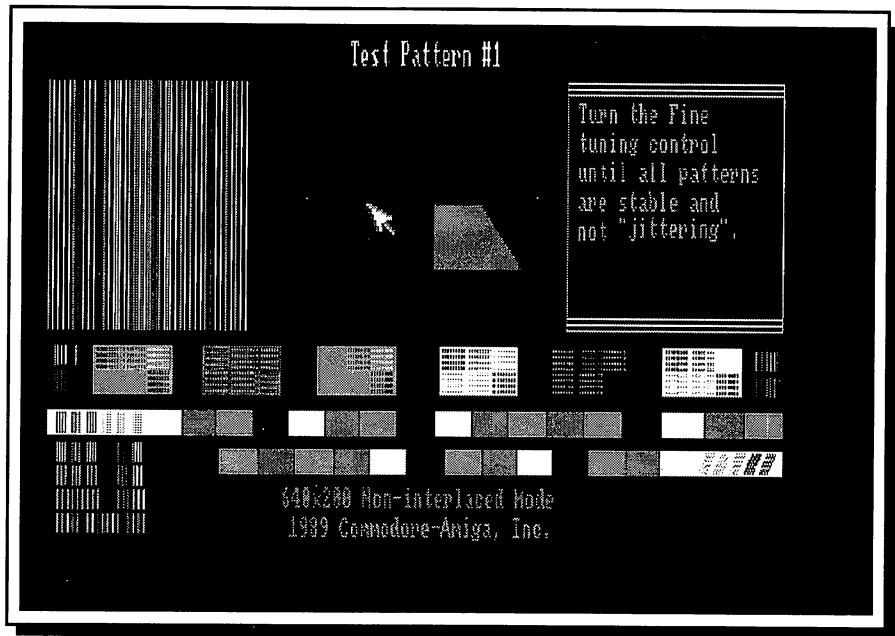 Test Pattern #1
Turn the Fine
tuning control
until all patterns
are stable and
not "jittering".
640x200 Non-interlaced Mode
1989 Commodore-Amiga, Inc.